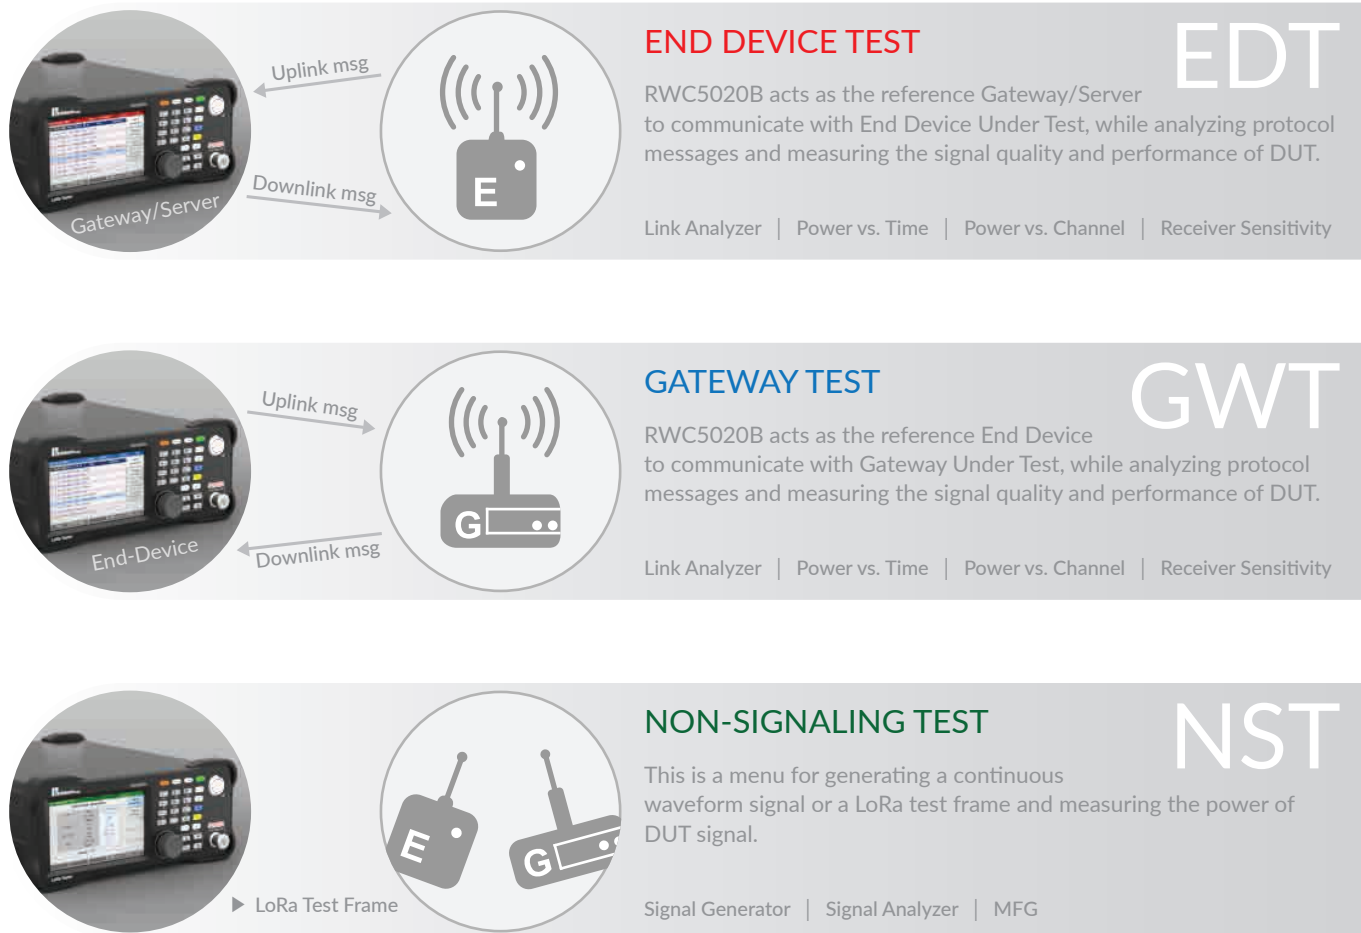 END DEVICE TEST
EDT
RWC5020B acts as the reference Gateway/Server
to communicate with End Device Under Test, while analyzing protocol
messages and measuring the signal quality and performance of DUT.
Link Analyzer | Power vs. Time | Power vs. Channel | Receiver Sensitivity
Uplink msg
Downlink msg
Gateway/Server
E
GATEWAY TEST
GWT
RWC5020B acts as the reference End Device
to communicate with Gateway Under Test, while analyzing protocol
messages and measuring the signal quality and performance of DUT.
Link Analyzer | Power vs. Time | Power vs. Channel | Receiver Sensitivity
Uplink msg
Downlink msg
End-Device
G
NON-SIGNALING TEST
NST
This is a menu for generating a continuous
waveform signal or a LoRa test frame and measuring the power of
DUT signal.
Signal Generator | Signal Analyzer | MFG
▶ LoRa Test Frame
E
G